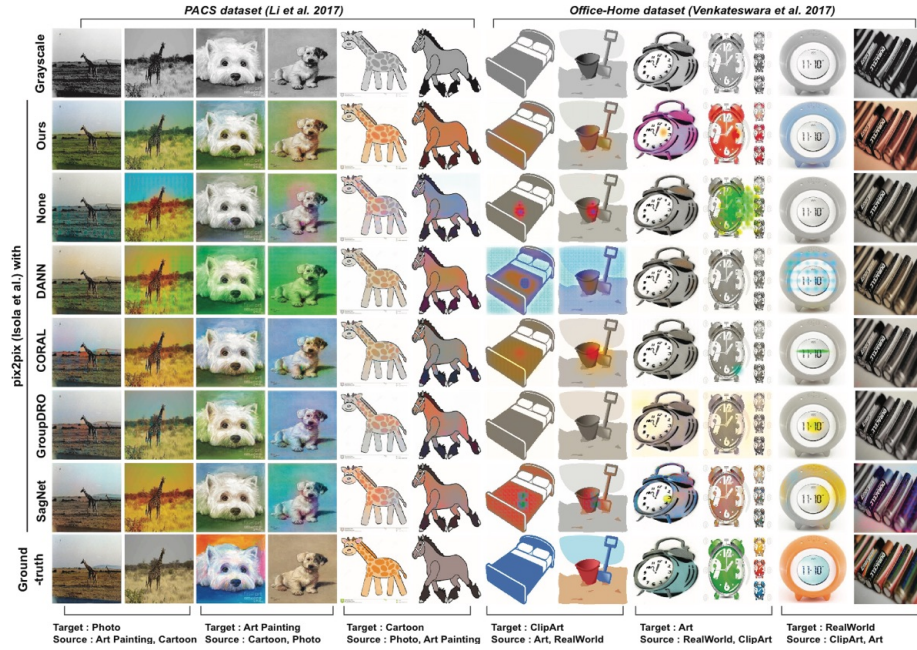 PACS dataset (Li et al. 2017)
Office-Home dataset (Venkateswara et al. 2017)
Grayscale
pix2pix (Isola et al.) with
Ours
None
DANN
CORAL
GroupDRO
SagNet
Ground
-truth
Target : Photo
Source : Art Painting, Cartoon
Target : Art Painting
Source : Cartoon, Photo
Target : Cartoon
Source : Photo, Art Painting
Target : ClipArt
Source : Art, RealWorld
Target : Art
Source : RealWorld, ClipArt
Target : RealWorld
Source : ClipArt, Art